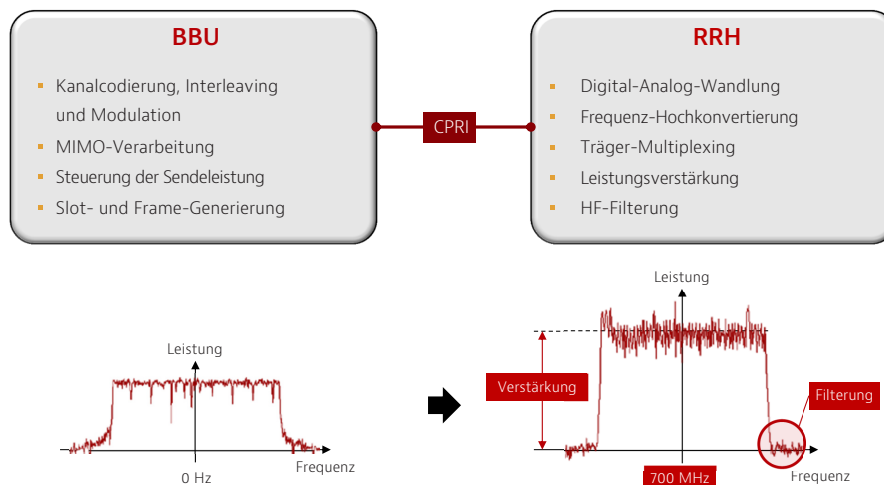 BBU
Kanalcodierung, Interleaving
und Modulation
MIMO-Verarbeitung
Steuerung der Sendeleistung
Slot- und Frame-Generierung
CPRI
RRH
Digital-Analog-Wandlung
Frequenz-Hochkonvertierung
Träger-Multiplexing
Leistungsverstärkung
HF-Filterung
Leistung
Frequenz
0 Hz
Leistung
Verstärkung
Filterung
700 MHz
Frequenz